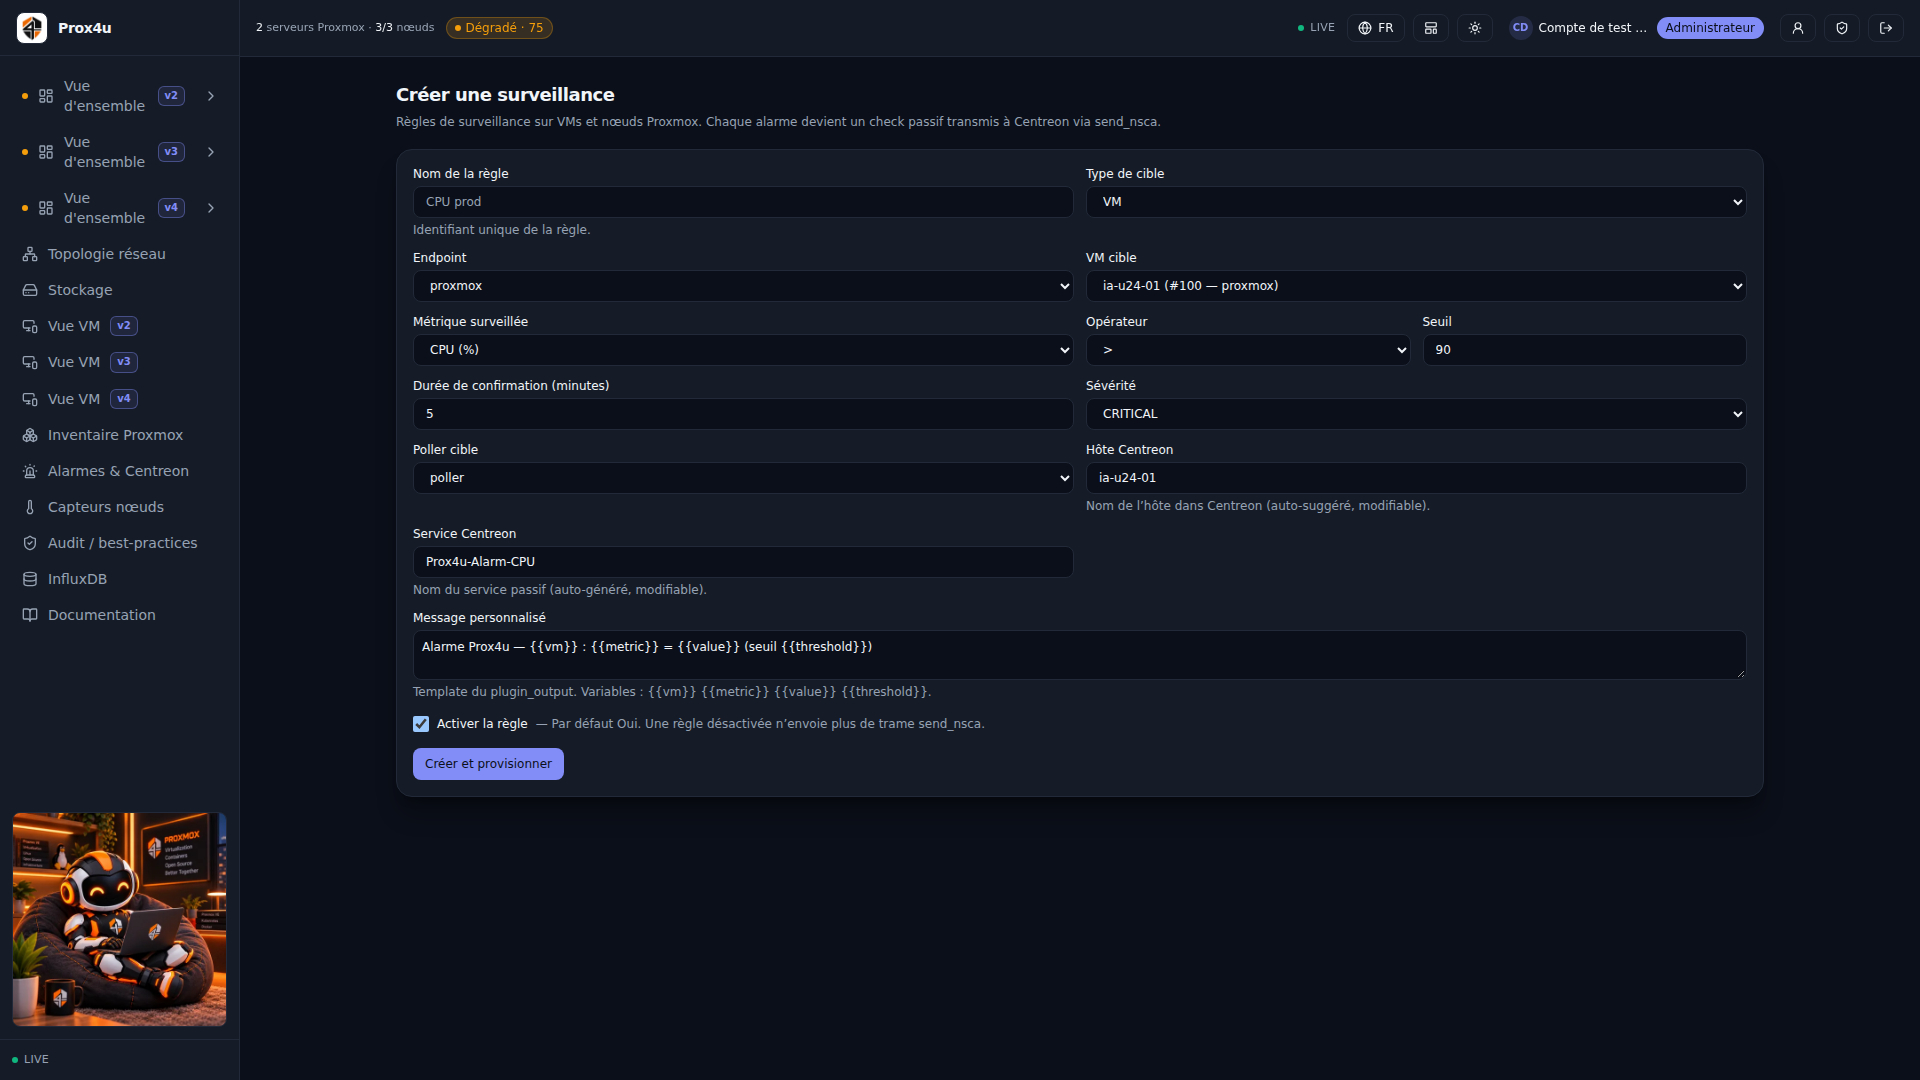 Prox4u
2 serveurs Proxmox · 3/3 nœuds
Dégradé · 75
LIVE
FR
CD
Compte de test ...
Administrateur
Vue d'ensemble
v2
Vue d'ensemble
v3
Vue d'ensemble
v4
Topologie réseau
Stockage
Vue VM v2
Vue VM v3
Vue VM v4
Inventaire Proxmox
Alarmes & Centreon
Capteurs nœuds
Audit / best-practices
InfluxDB
Documentation
PROXMOX
Virtualization
Containers
Open Source
LIVE
Créer une surveillance
Règles de surveillance sur VMs et nœuds Proxmox. Chaque alarme devient un check passif transmis à Centreon via send_nsca.
Nom de la règle
CPU prod
Identifiant unique de la règle.
Type de cible
VM
Endpoint
proxmox
VM cible
ia-u24-01 (#100 — proxmox)
Métrique surveillée
CPU (%)
Opérateur
>
Seuil
90
Durée de confirmation (minutes)
5
Sévérité
CRITICAL
Poller cible
poller
Hôte Centreon
ia-u24-01
Nom de l’hôte dans Centreon (auto-suggéré, modifiable).
Service Centreon
Prox4u-Alarm-CPU
Nom du service passif (auto-généré, modifiable).
Message personnalisé
Alarme Prox4u — {{vm}} : {{metric}} = {{value}} (seuil {{threshold}})
Template du plugin_output. Variables : {{vm}} {{metric}} {{value}} {{threshold}}.
Activer la règle — Par défaut Oui. Une règle désactivée n’envoie plus de trame send_nsca.
Créer et provisionner